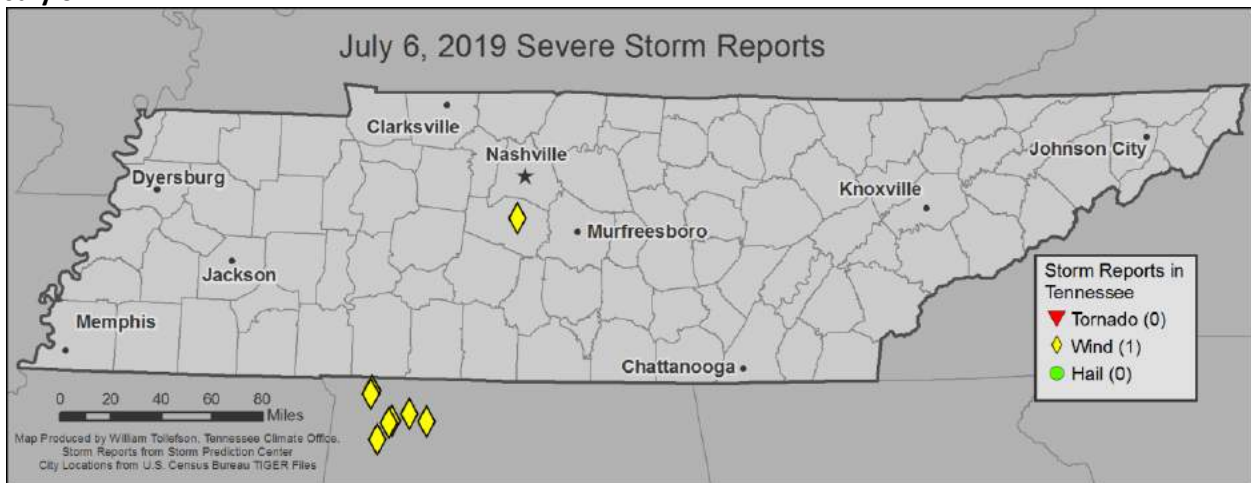 July 6, 2019 Severe Storm Reports
Clarksville
Nashville
Johnson City
Dyersburg
Knoxville
Murfreesboro
Jackson
Storm Reports in
Tennessee
Tornado (0)
Wind (1)
Hail (0)
Memphis
Chattanooga
0 20 40 60 80
Miles
Map Produced by William Tollefson, Tennessee Climate Office.
Storm Reports from Storm Prediction Center
City Locations from U.S. Census Bureau TIGER Files